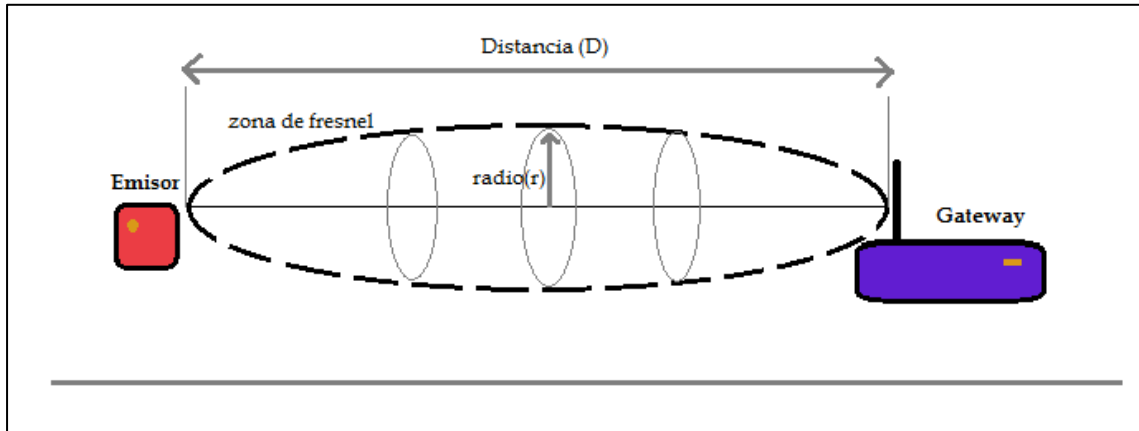 Distancia (D)
zona de fresnel
radio(r)
Emisor
Gateway